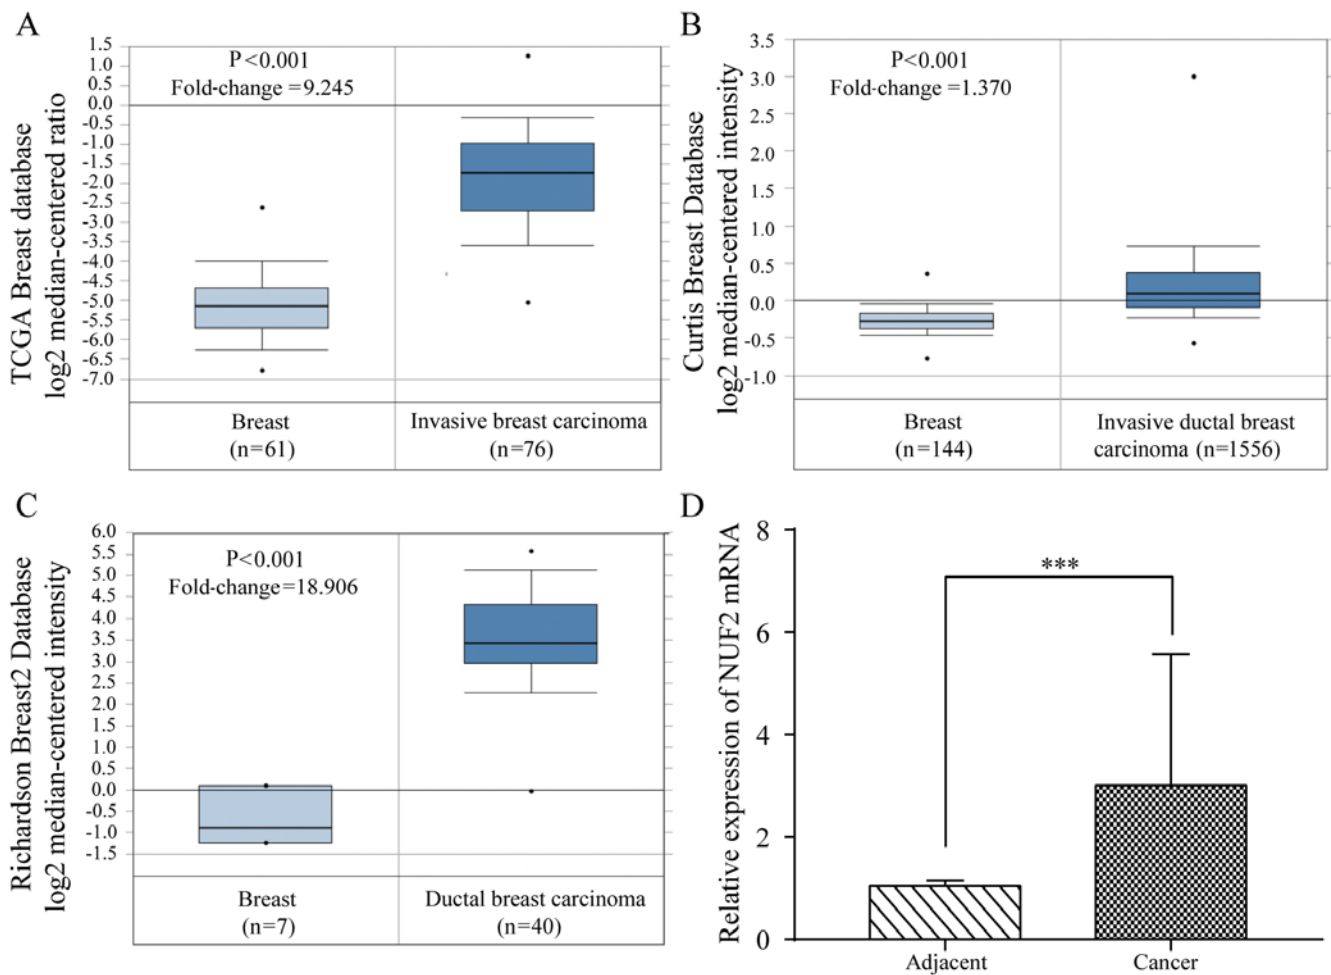 A
TCGA Breast database
log2 median-centered ratio
1.5
1.0
0.5
0.0
-0.5
-1.0
-1.5
-2.0
-2.5
-3.0
-3.5
-4.0
-4.5
-5.0
-5.5
-6.0
-6.5
-7.0
P<0.001
Fold-change =9.245
Breast
(n=61)
Invasive breast carcinoma
(n=76)
B
Curtis Breast Database
log2 median-centered intensity
3.5
3.0
2.5
2.0
1.5
1.0
0.5
0.0
-0.5
-1.0
P<0.001
Fold-change =1.370
Breast
(n=144)
Invasive ductal breast
carcinoma (n=1556)
C
Richardson Breast2 Database
log2 median-centered intensity
6.0
5.5
5.0
4.5
4.0
3.5
3.0
2.5
2.0
1.5
1.0
0.5
0.0
-0.5
-1.0
-1.5
P<0.001
Fold-change=18.906
Breast
(n=7)
Ductal breast carcinoma
(n=40)
D
Relative expression of NUF2 mRNA
8
6
4
2
0
***
Adjacent
Cancer